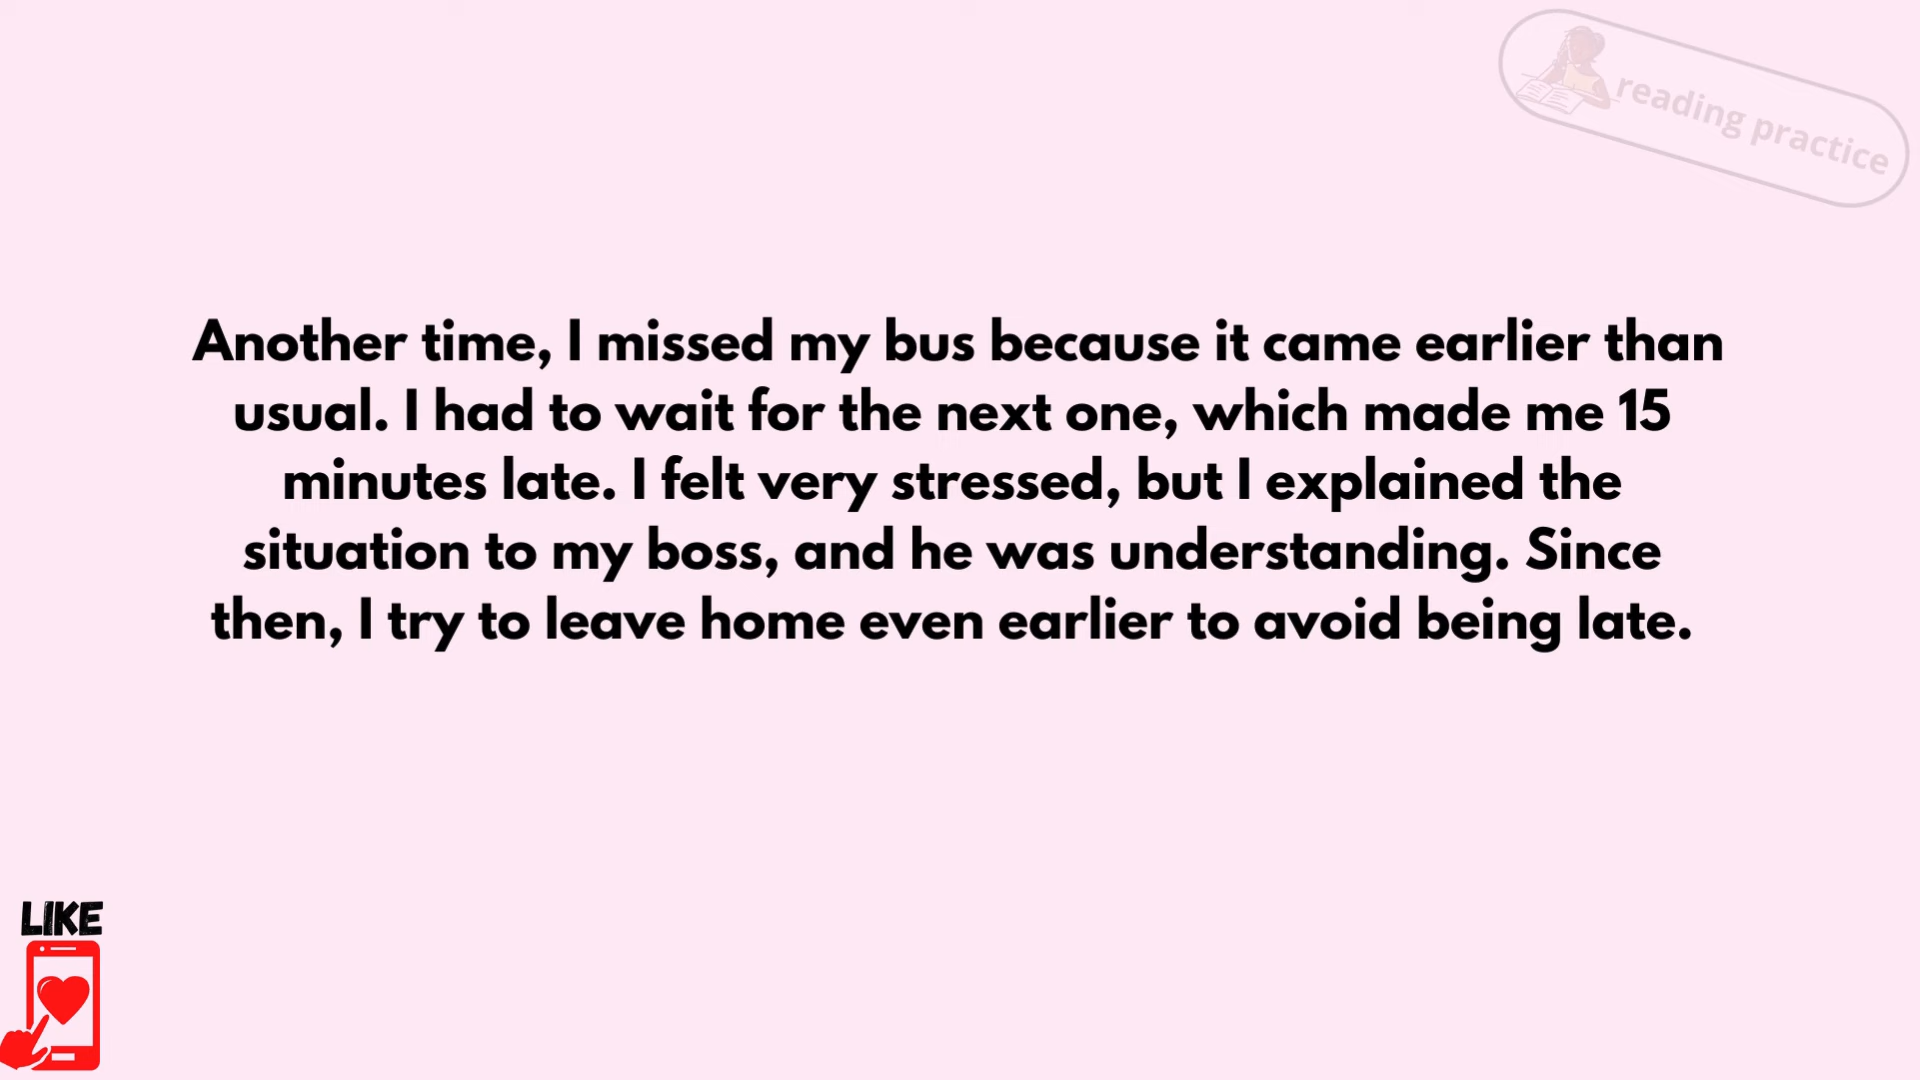 reading practice
Another time, I missed my bus because it came earlier than
usual. I had to wait for the next one, which made me 15
minutes late. I felt very stressed, but I explained the
situation to my boss, and he was understanding. Since
then, I try to leave home even earlier to avoid being late.
LIKE